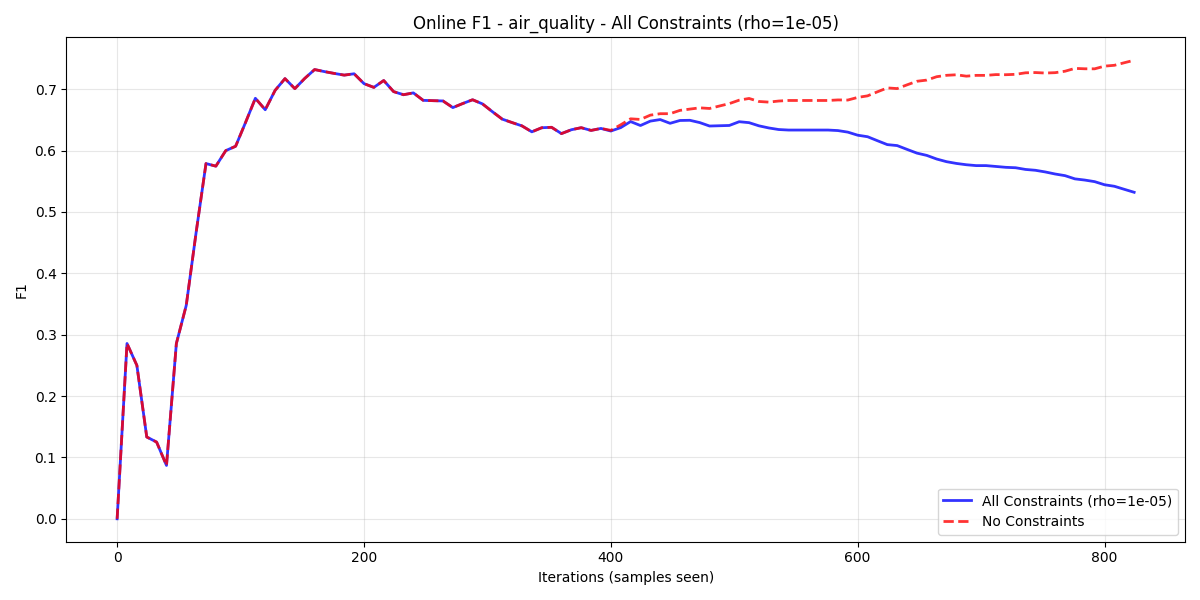 Online F1 - air_quality - All Constraints (rho=1e-05)
F1
0.7
0.6
0.5
0.4
0.3
0.2
0.1
0.0
0 200 400 600 800
Iterations (samples seen)
All Constraints (rho=1e-05)
No Constraints